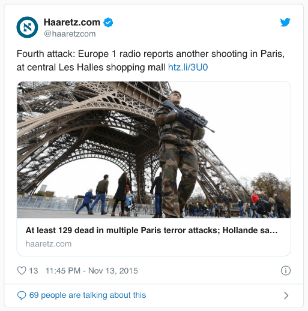 Haaretz.com
@haaretzcom
Fourth attack: Europe 1 radio reports another shooting in Paris,
at central Les Halles shopping mall htz.li/3U0
At least 129 dead in multiple Paris terror attacks; Hollande sa...
haaretz.com
13 11:45 PM - Nov 13, 2015
69 people are talking about this